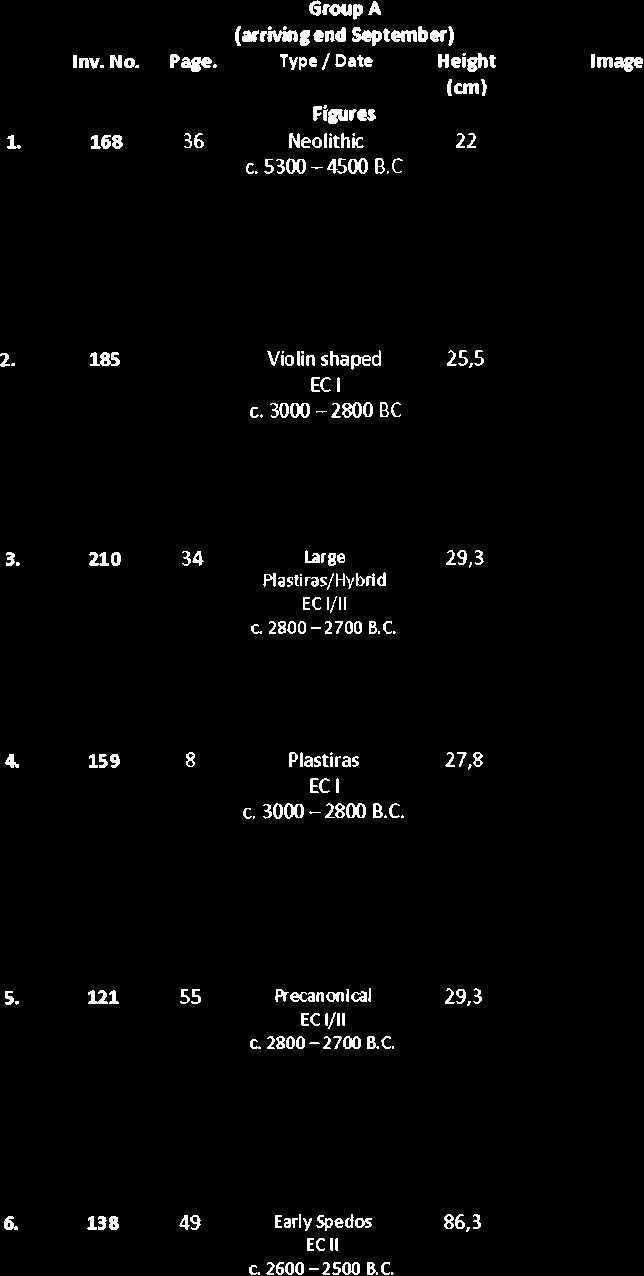 Group A
(arriving end September)
Inv. No. Page. Type / Date Height (cm) Image
Figures
1. 168 36 Neolithic 22
c. 5300 – 4500 B.C
2. 185 Violin shaped 25,5
EC I
c. 3000 – 2800 BC
3. 210 34 Large 29,3
Plastiras/Hybrid
EC I/II
c. 2800 – 2700 B.C.
4. 159 8 Plastiras 27,8
EC I
c. 3000 – 2800 B.C.
5. 121 55 Precanonical 29,3
EC I/II
c. 2800 – 2700 B.C.
6. 138 49 Early Spedos 86,3
EC II
c. 2600 – 2500 B.C.